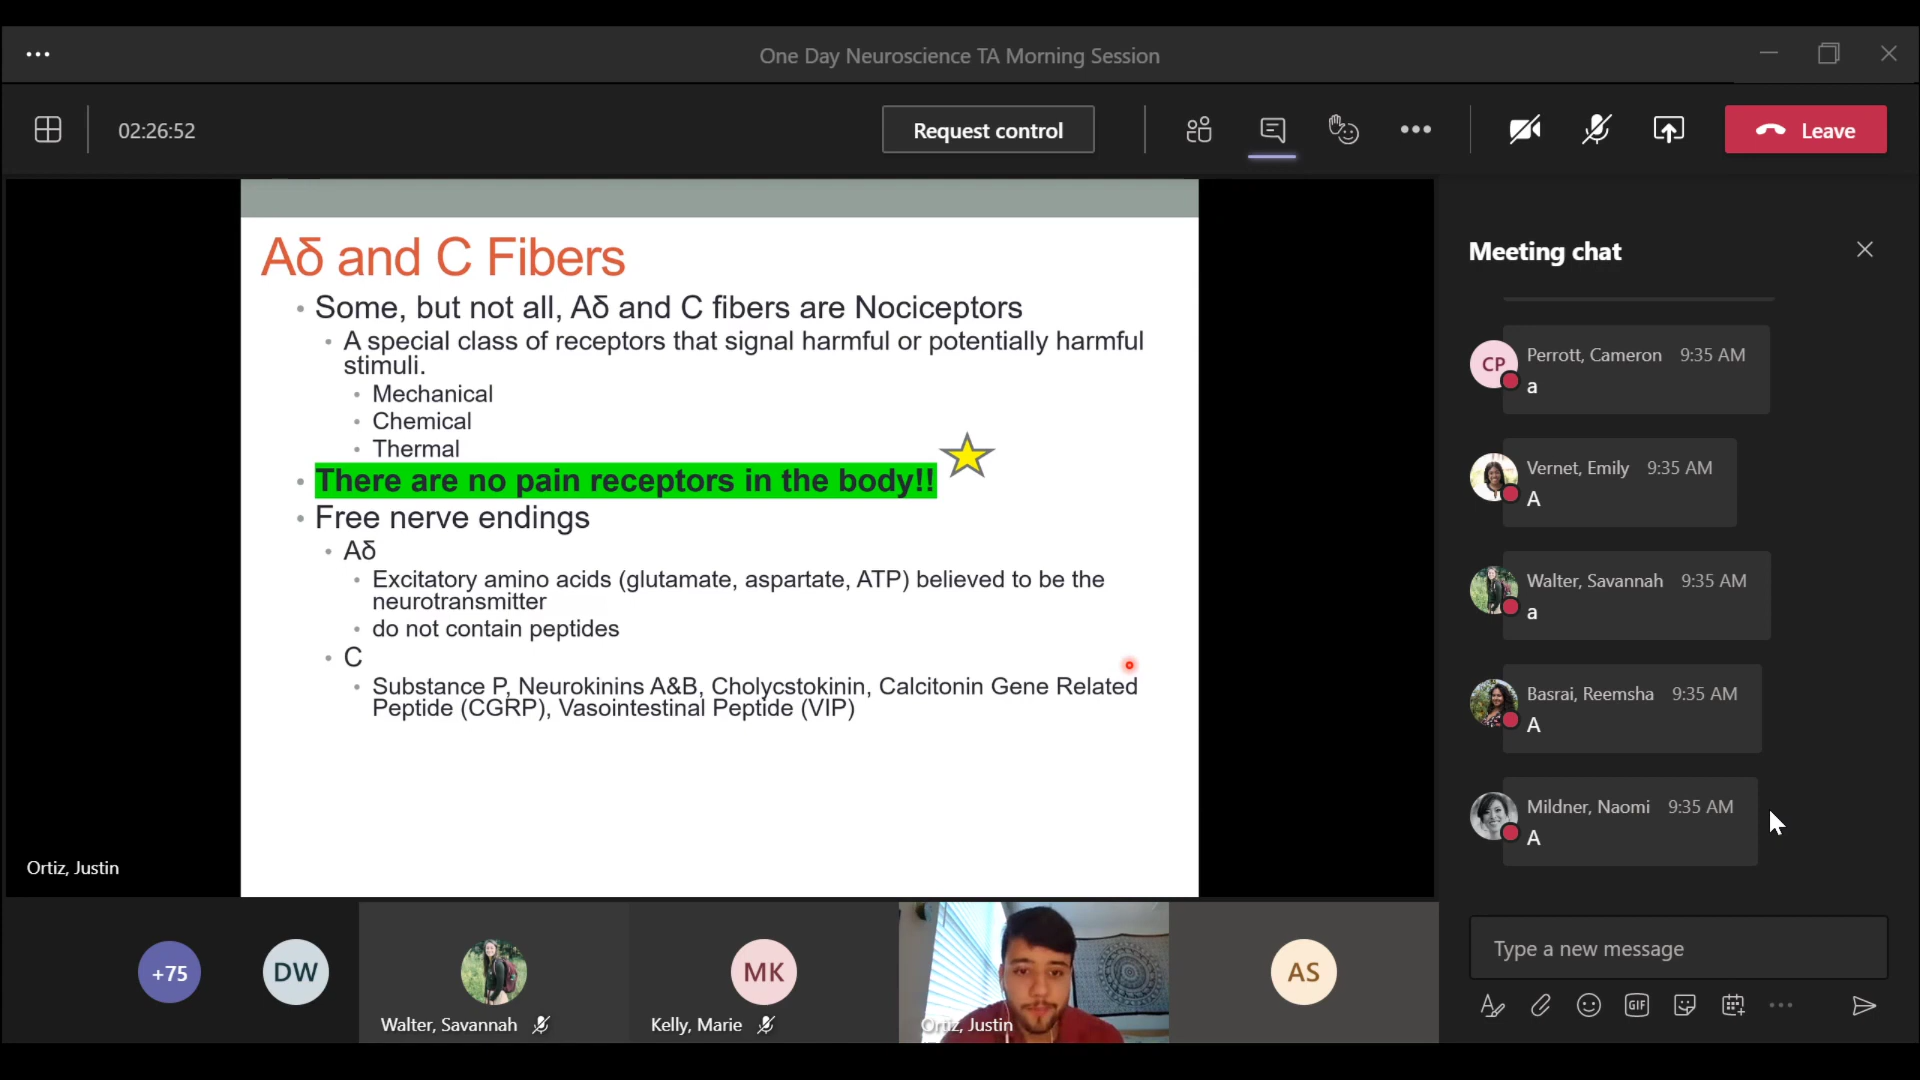 One Day Neuroscience TA Morning Session
02:26:52
Request control
Leave
Aδ and C Fibers
Some, but not all, Aδ and C fibers are Nociceptors
A special class of receptors that signal harmful or potentially harmful
stimuli.
Mechanical
Chemical
Thermal
There are no pain receptors in the body!!
Free nerve endings
Aδ
Excitatory amino acids (glutamate, aspartate, ATP) believed to be the
neurotransmitter
do not contain peptides
C
Substance P, Neurokinins A&B, Cholycstokinin, Calcitonin Gene Related
Peptide (CGRP), Vasointestinal Peptide (VIP)
Ortiz, Justin
Meeting chat
CP
Perrott, Cameron 9:35 AM
a
Vernet, Emily 9:35 AM
A
Walter, Savannah 9:35 AM
a
Basrai, Reemsha 9:35 AM
A
Mildner, Naomi 9:35 AM
A
Type a new message
GIF
+75
DW
Walter, Savannah
MK
Kelly, Marie
Ortiz, Justin
AS